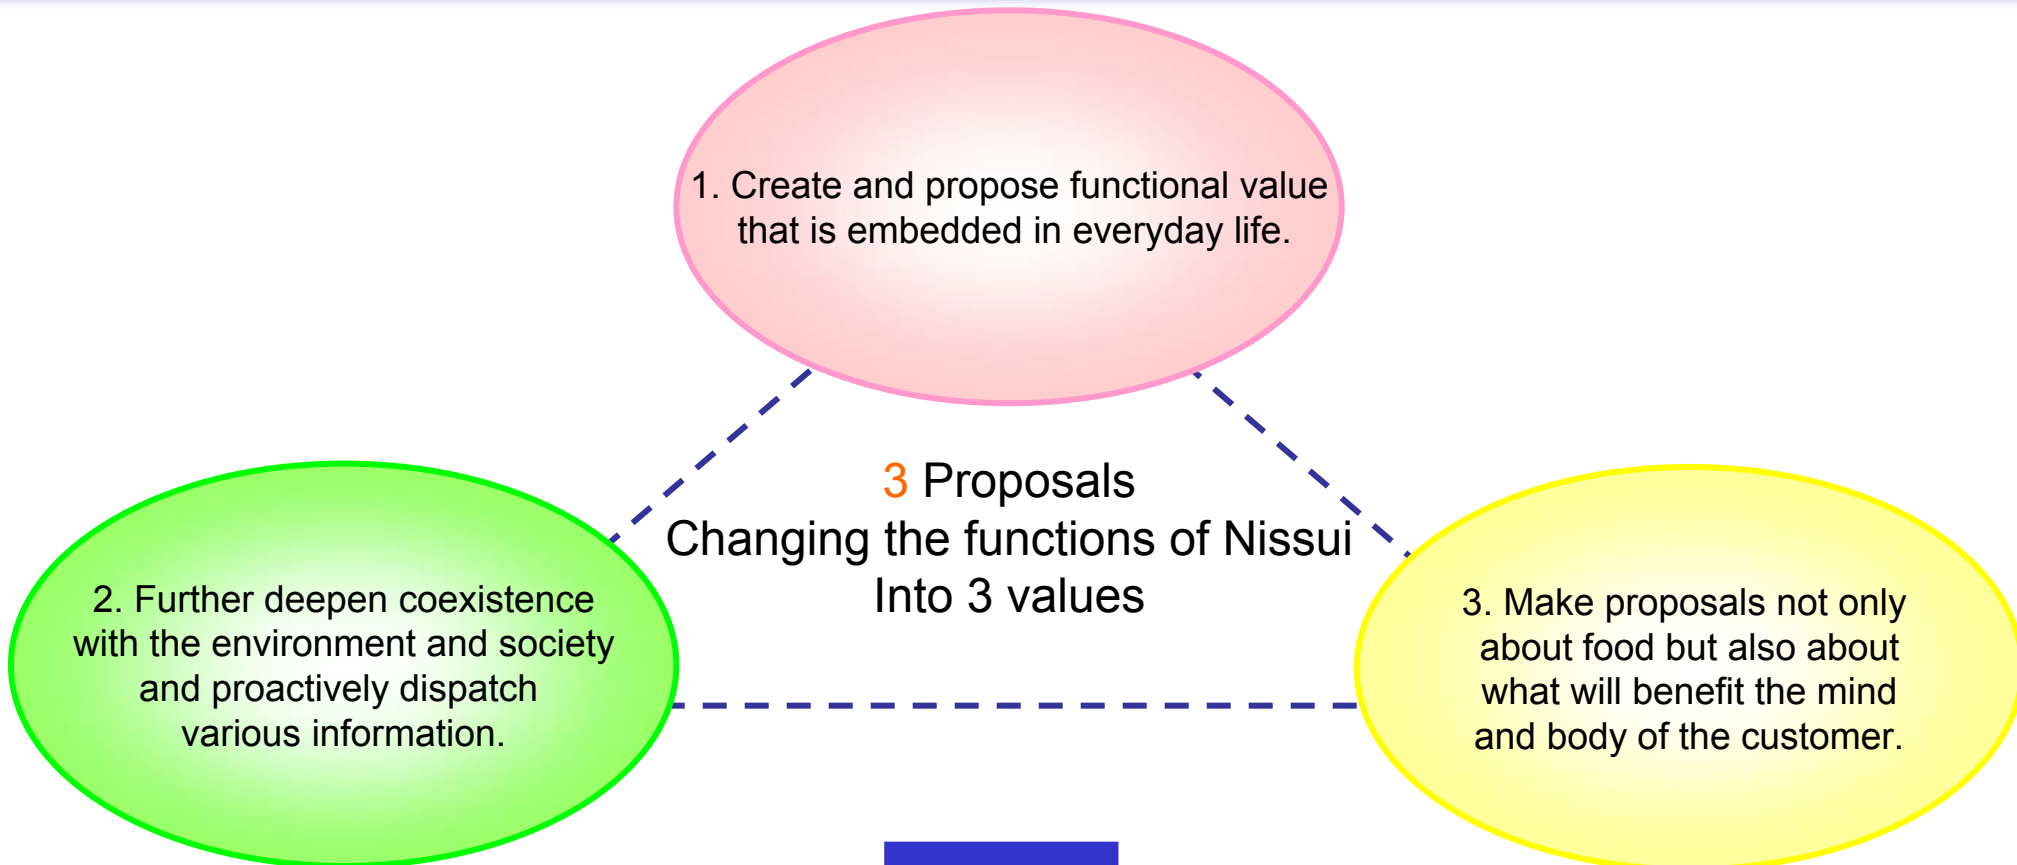 1. Create and propose functional value
that is embedded in everyday life.
3 Proposals
Changing the functions of Nissui
Into 3 values
2. Further deepen coexistence
with the environment and society
and proactively dispatch
various information.
3. Make proposals not only
about food but also about
what will benefit the mind
and body of the customer.